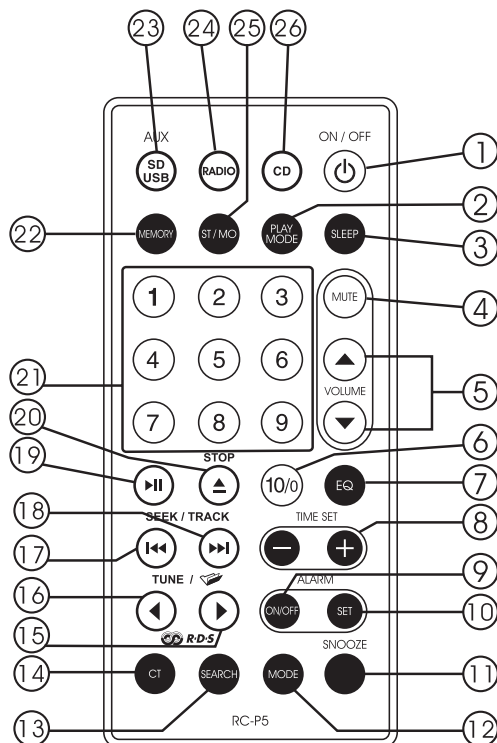 23 24 25 26
AUX ON / OFF
SD USB RADIO CD 1
2
22 MEMORY ST / MO PLAY MODE SLEEP 3
1 2 3 MUTE 4
4 5 6
21 VOLUME 5
7 8 9
20 STOP 6
19 10/0 EQ 7
18 SEEK / TRACK TIME SET 8
17 9
TUNE / ALARM
16 ON/OFF SET 10
15 R·D·S SNOOZE
14 CT SEARCH MODE 11
13 RC-P5 12